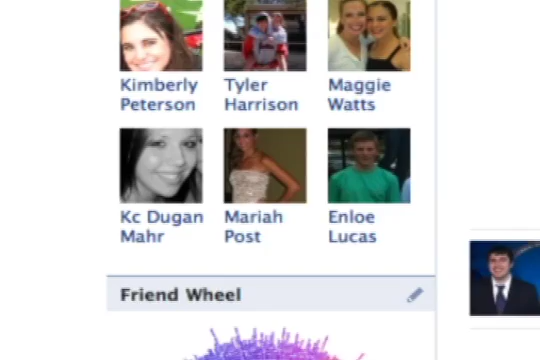 Kimberly Tyler Maggie
Peterson Harrison Watts
Kc Dugan Mariah Enloe
Mahr Post Lucas
Friend Wheel